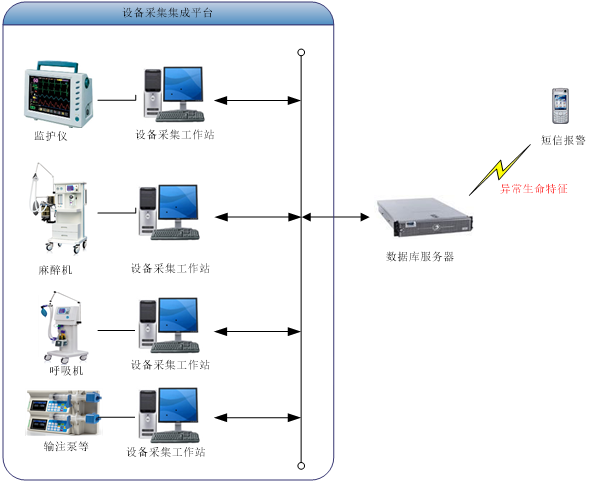 设备采集集成平台
监护仪
设备采集工作站
短信报警
异常生命特征
麻醉机
设备采集工作站
数据库服务器
呼吸机
设备采集工作站
输注泵等
设备采集工作站